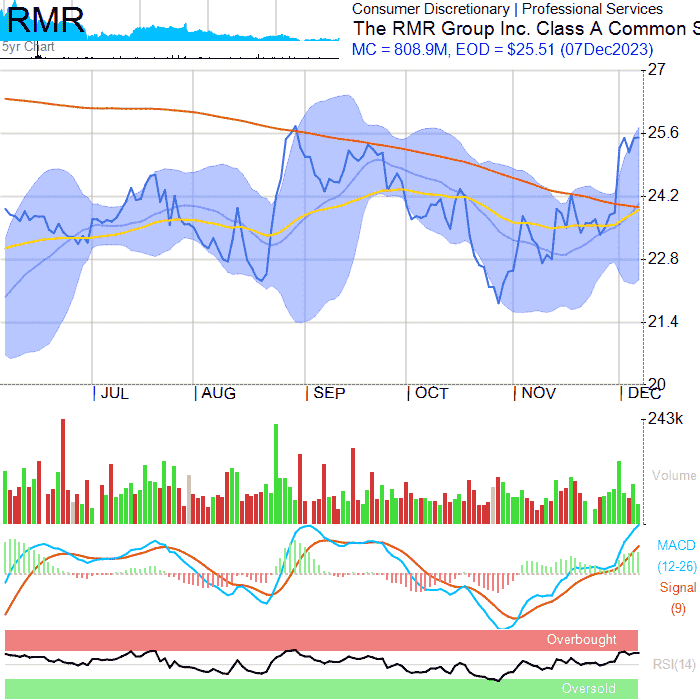 RMR
5yr Chart
Consumer Discretionary | Professional Services
The RMR Group Inc. Class A Common S
MC = 808.9M, EOD = $25.51 (07Dec2023)
27
25.6
24.2
22.8
21.4
20
JUL AUG SEP OCT NOV DEC
243k
Volume
MACD
(12-26)
Signal
(9)
Overbought
RSI(14)
Oversold